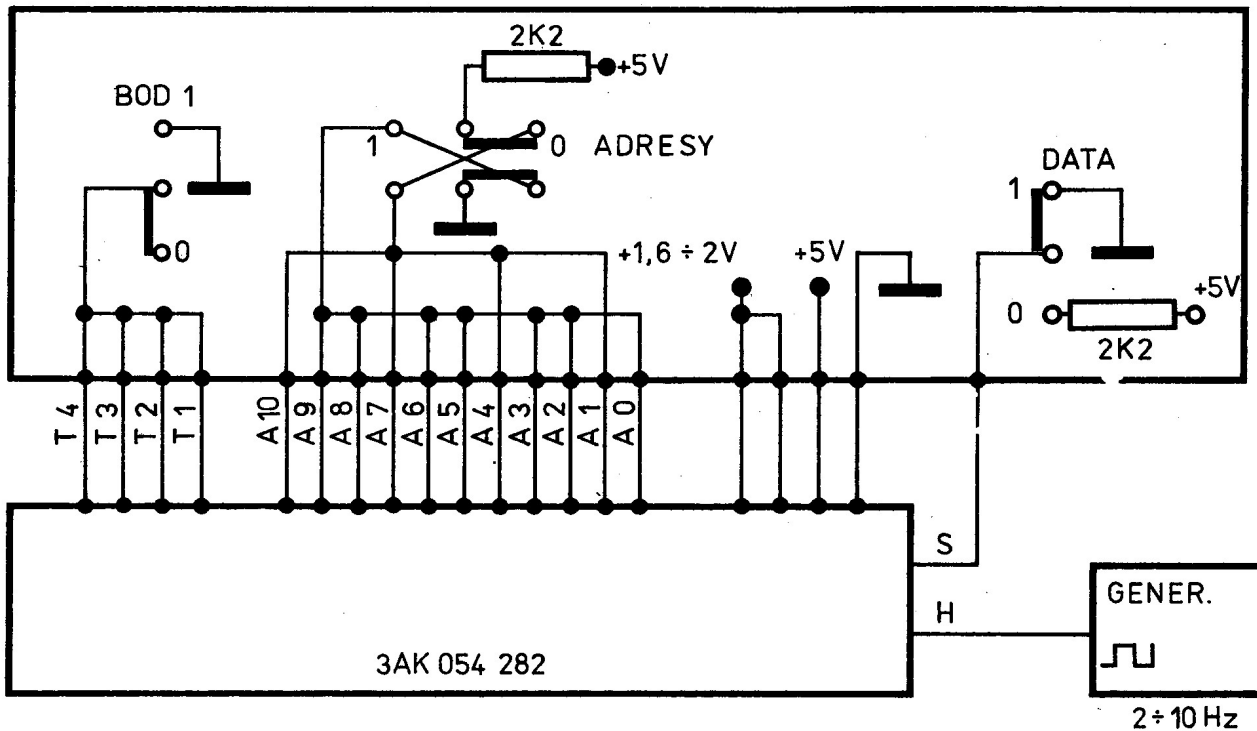 2K2
+5V
BOD 1
1
0 ADRESY
DATA
1
0
+1,6 ÷ 2V
+5V
+5V
0
2K2
T4
T3
T2
T1
A10
A9
A8
A7
A6
A5
A4
A3
A2
A1
A0
S
GENER.
H
3AK 054 282
2÷10 Hz